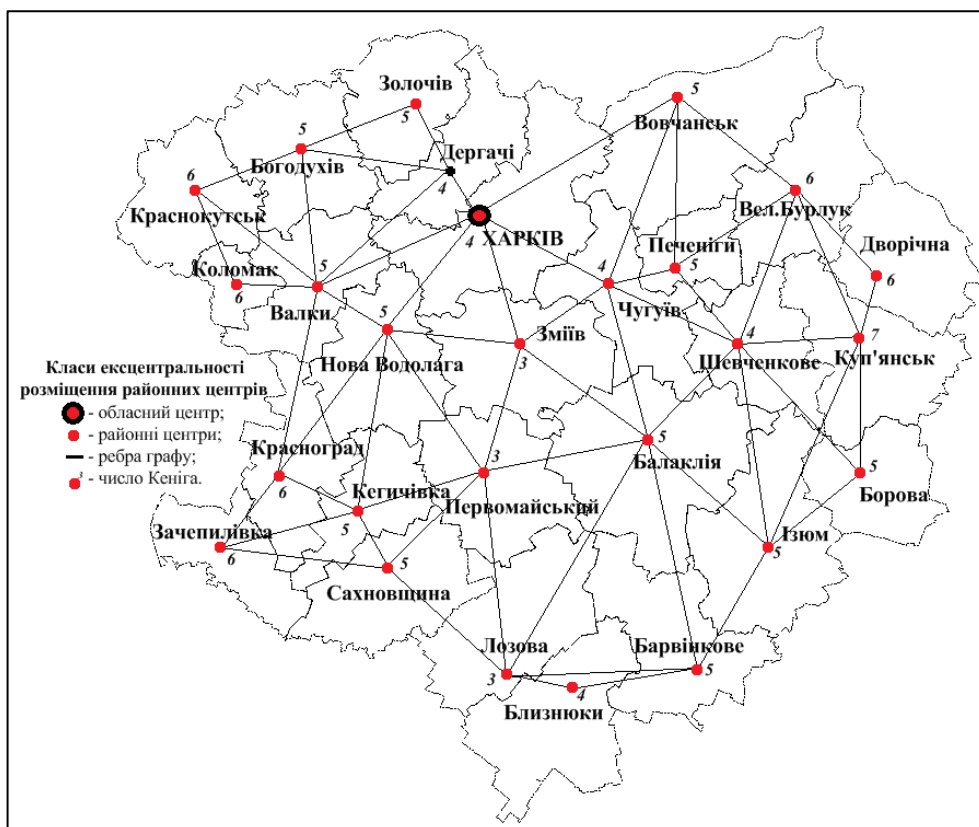 Золочів
5
5
Вовчанськ
5
Богодухів
Дергачі
4
6
Краснокутськ
6
Вел.Бурлук
ХАРКІВ
4
Печеніги
5
Дворічна
6
Коломак
6
5
Валки
4
Чугуїв
5
Нова Водолага
Зміїв
3
4
Шевченкове
7
Куп'янськ
Класи ексцентральності
розміщення районних центрів
- обласний центр;
- районні центри;
- ребра графу;
3 - число Кеніга.
Красноград
6
Кегичівка
5
3
Первомайський
5
Балаклія
5
Борова
Зачепилівка
6
Ізюм
5
5
Сахновщина
Лозова
3
Барвінкове
5
4
Близнюки